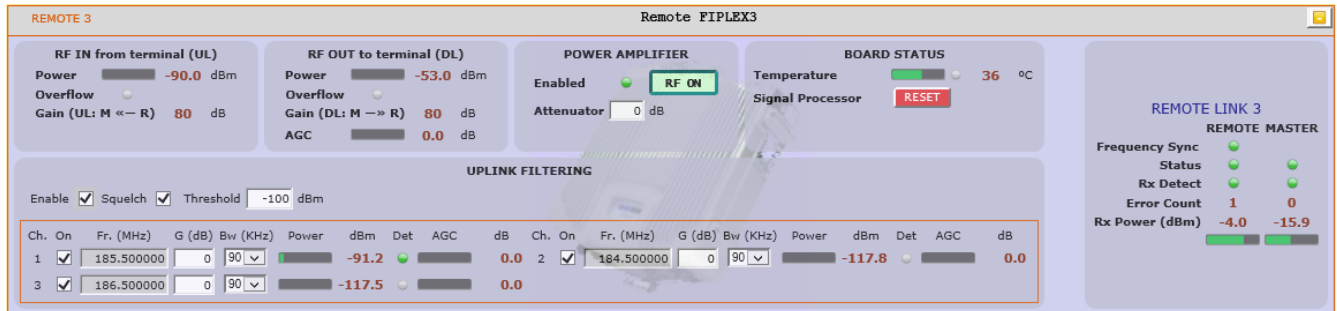 REMOTE 3 Remote FIPLEX3
RF IN from terminal (UL)
Power -90.0 dBm
Overflow
Gain (UL: M «— R) 80 dB
RF OUT to terminal (DL)
Power -53.0 dBm
Overflow
Gain (DL: M —» R) 80 dB
AGC 0.0 dB
POWER AMPLIFIER
Enabled RF ON
Attenuator 0 dB
BOARD STATUS
Temperature 36 ºC
Signal Processor RESET
UPLINK FILTERING
Enable Squelch Threshold -100 dBm
Ch. On Fr. (MHz) G (dB) Bw (KHz) Power dBm Det AGC dB Ch. On Fr. (MHz) G (dB) Bw (KHz) Power dBm Det AGC dB
1 185.500000 0 90 -91.2 0.0 2 184.500000 0 90 -117.8 0.0
3 186.500000 0 90 -117.5 0.0
REMOTE LINK 3
REMOTE MASTER
Frequency Sync
Status
Rx Detect
Error Count 1 0
Rx Power (dBm) -4.0 -15.9